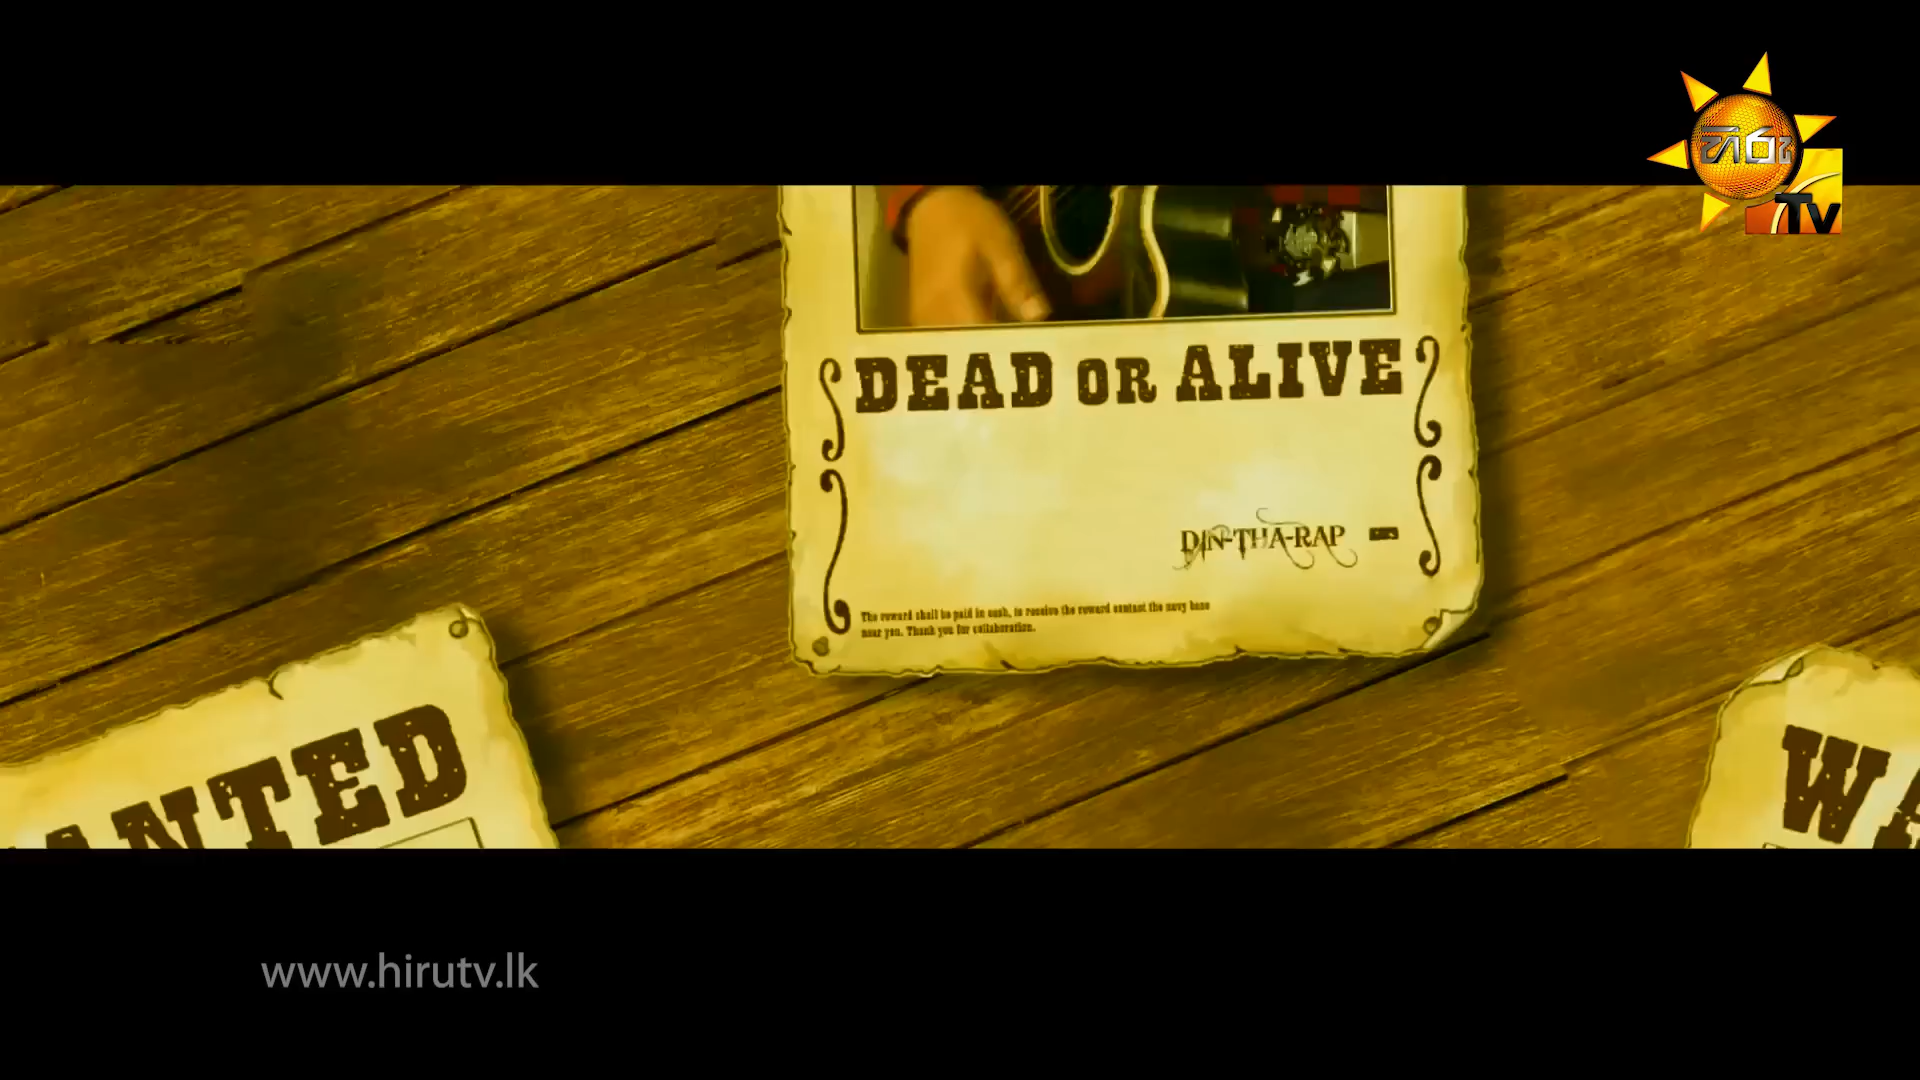 හිරු
Tv
DEAD OR ALIVE
DIN-THA-RAP
The reward shall be paid in cash, to receive the reward contact the navy base
near you. Thank you for collaboration.
ANTED
WA
www.hirutv.lk